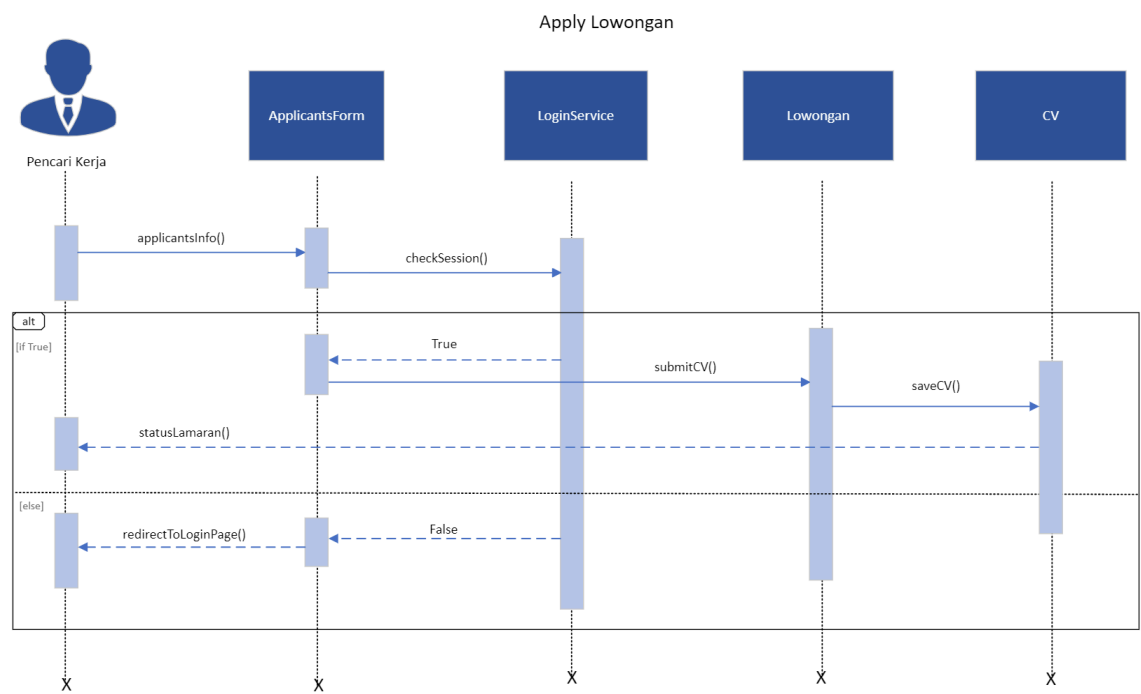 Apply Lowongan
Pencari Kerja
ApplicantsForm
LoginService
Lowongan
CV
applicantsInfo()
checkSession()
alt
[if True]
True
submitCV()
saveCV()
statusLamaran()
[else]
False
redirectToLoginPage()
X
X
X
X
X